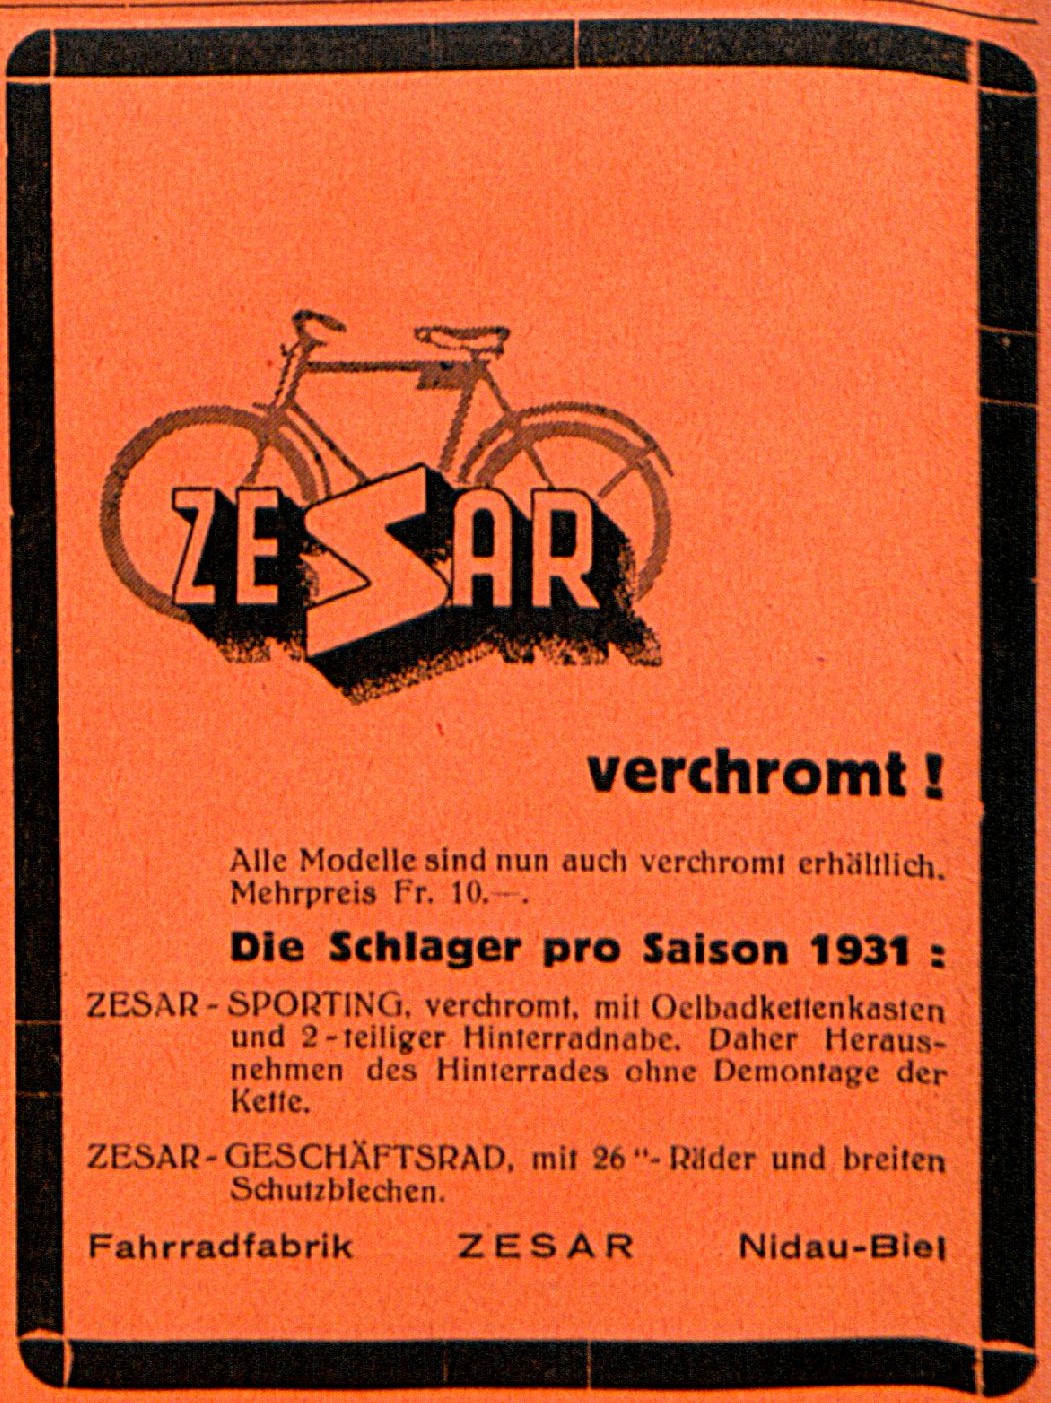 ZESAR
verchromt !
Alle Modelle sind nun auch verchromt erhältlich.
Mehrpreis Fr. 10.—.
Die Schlager pro Saison 1931 :
ZESAR - SPORTING, verchromt, mit Oelbadkettenkasten
und 2 - teiliger Hinterradnabe. Daher Heraus-
nehmen des Hinterrades ohne Demontage der
Kette.
ZESAR - GESCHÄFTSRAD, mit 26 "- Räder und breiten
Schutzblechen.
Fahrradfabrik ZESAR Nidau-Biel